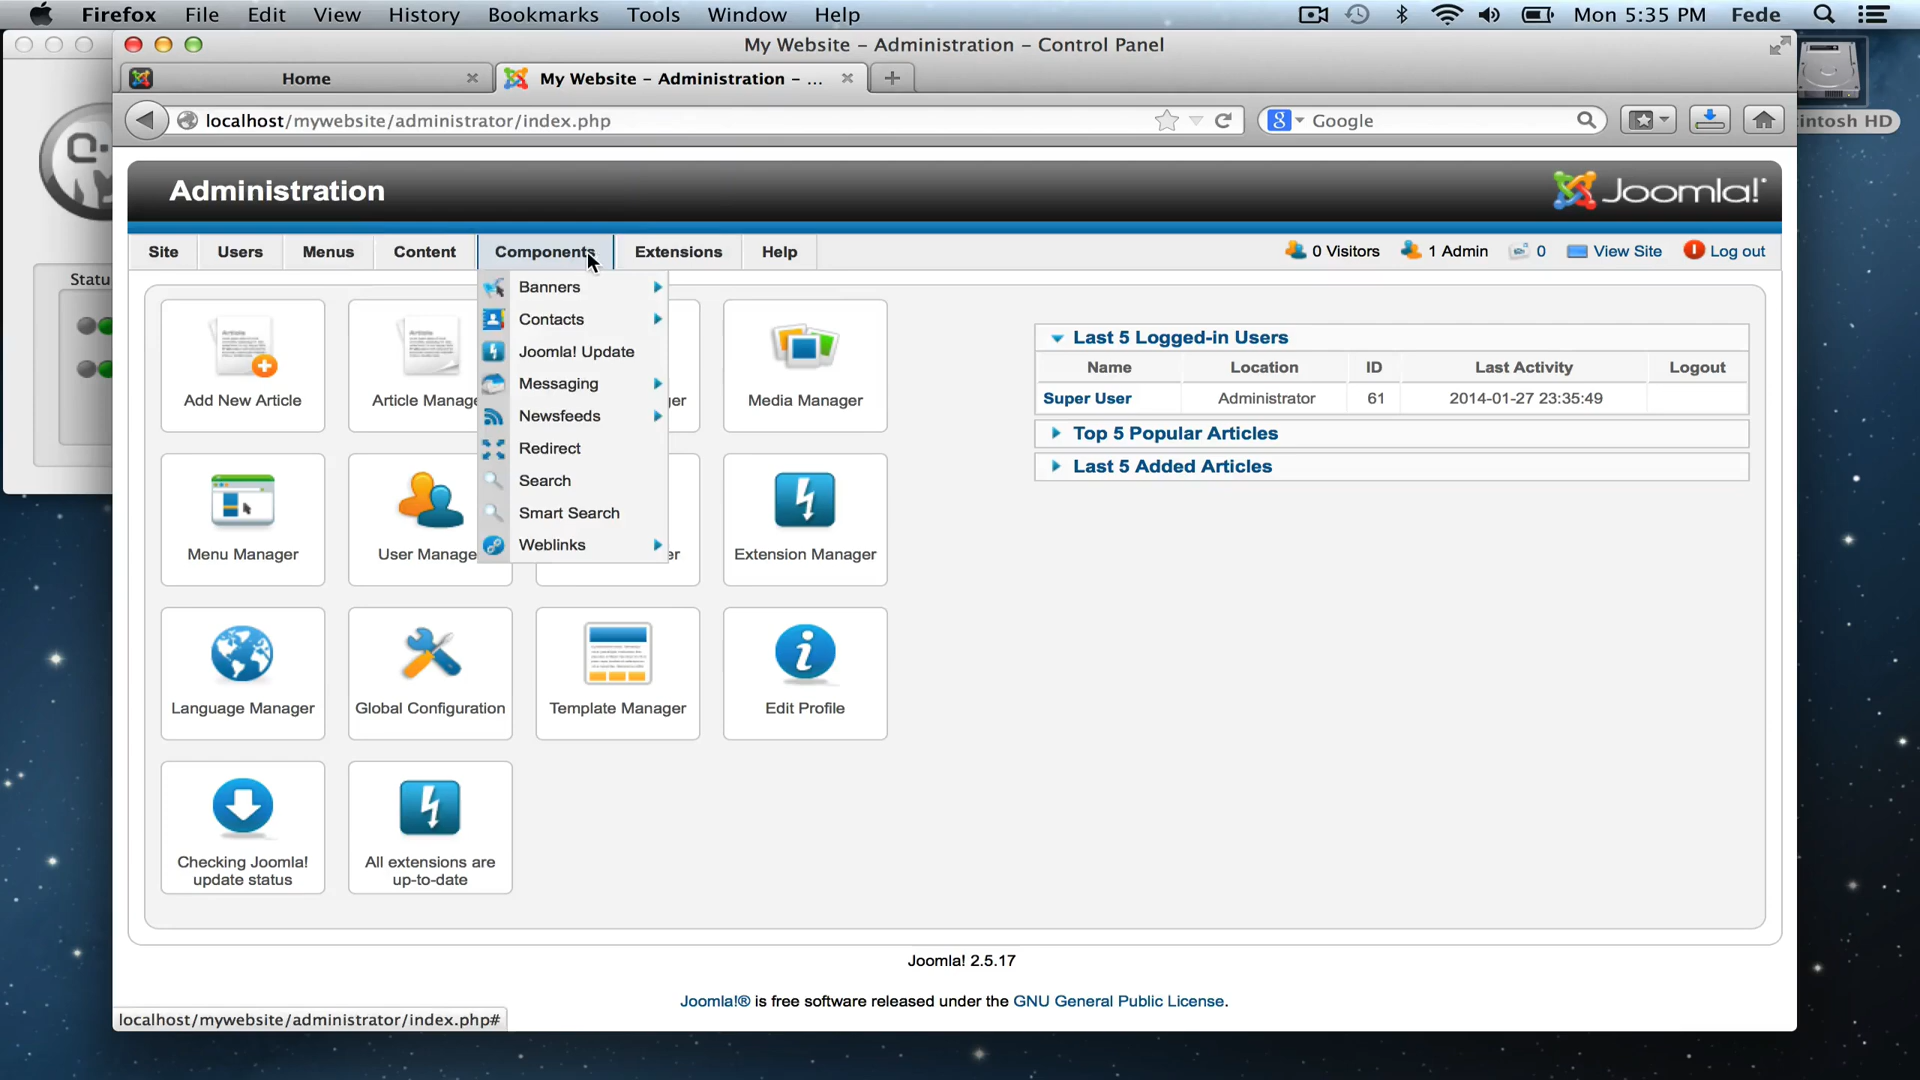 Firefox File Edit View History Bookmarks Tools Window Help Mon 5:35 PM Fede
My Website – Administration – Control Panel
Home
My Website – Administration – ...
localhost/mywebsite/administrator/index.php
Google
intosh HD
Administration
Joomla!
Site Users Menus Content Components Extensions Help
0 Visitors 1 Admin 0 View Site Log out
Statu
Banners
Contacts
Joomla! Update
Messaging
Newsfeeds
Redirect
Search
Smart Search
Weblinks
Article
Add New Article
Article
Article Manage
er
Media Manager
Menu Manager
User Manage
er
Extension Manager
Language Manager
Global Configuration
Template Manager
Edit Profile
Checking Joomla!
update status
All extensions are
up-to-date
Last 5 Logged-in Users
Name Location ID Last Activity Logout
Super User Administrator 61 2014-01-27 23:35:49
Top 5 Popular Articles
Last 5 Added Articles
Joomla! 2.5.17
Joomla!® is free software released under the GNU General Public License.
localhost/mywebsite/administrator/index.php#